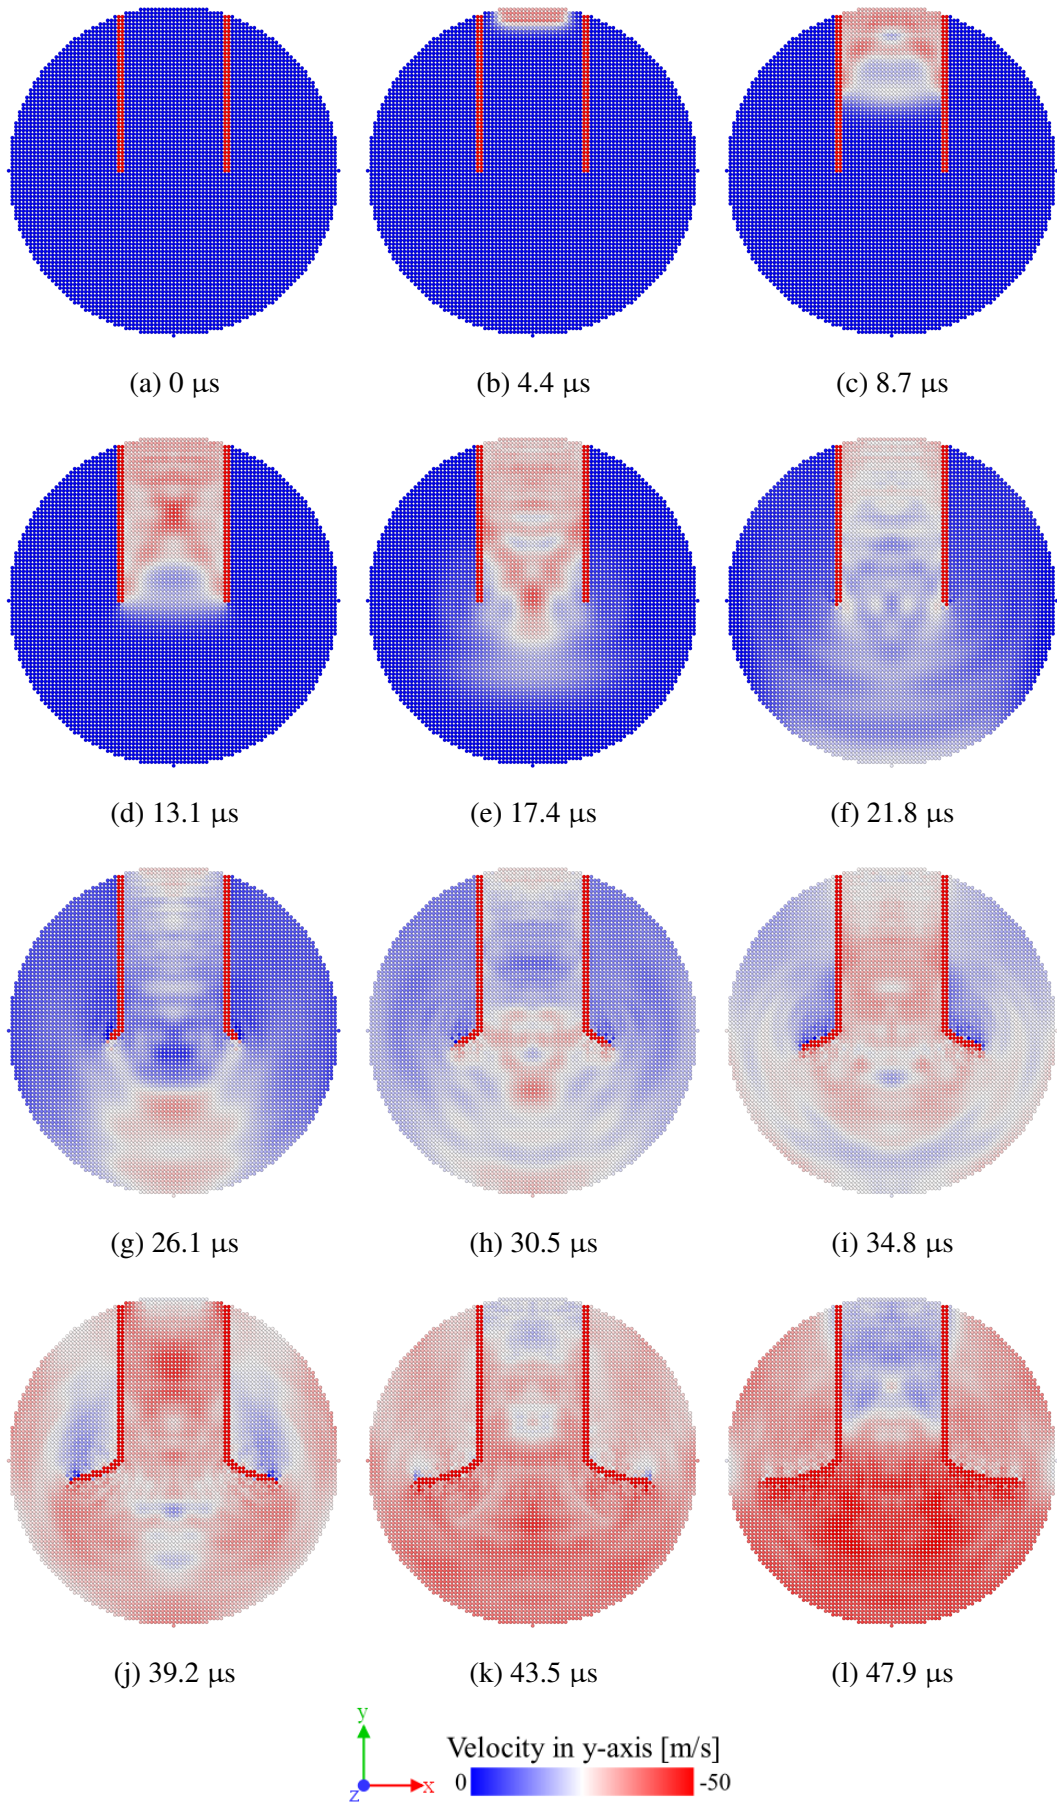 (a) 0 μs
(b) 4.4 μs
(c) 8.7 μs
(d) 13.1 μs
(e) 17.4 μs
(f) 21.8 μs
(g) 26.1 μs
(h) 30.5 μs
(i) 34.8 μs
(j) 39.2 μs
(k) 43.5 μs
(l) 47.9 μs
y
z
x
Velocity in y-axis [m/s]
0 -50